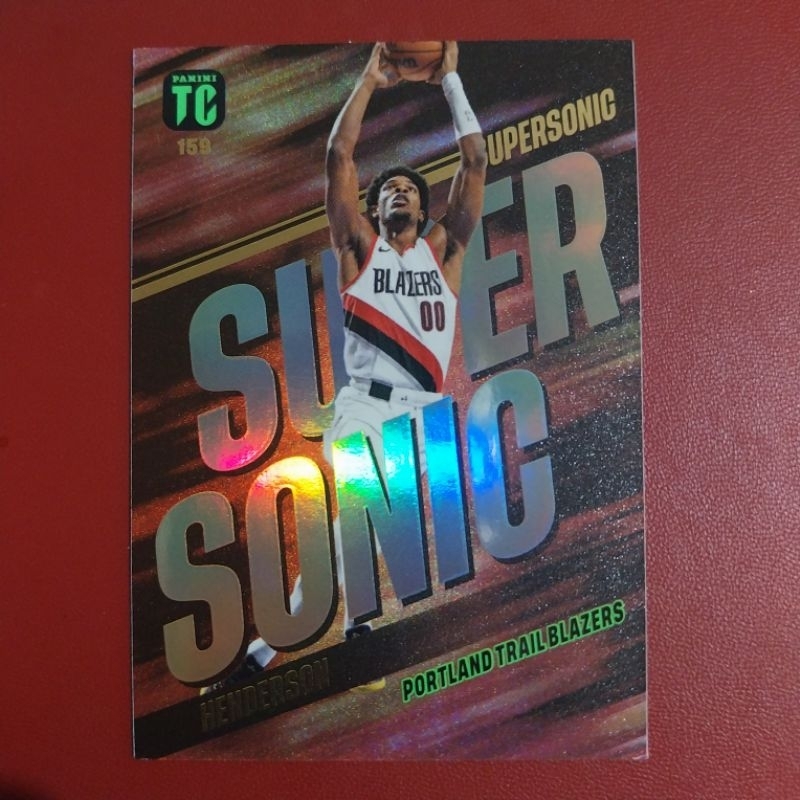 PANINI
TC
159
SUPERSONIC
SUPER
BLAZERS
00
SONIC
HENDERSON
PORTLAND TRAIL BLAZERS